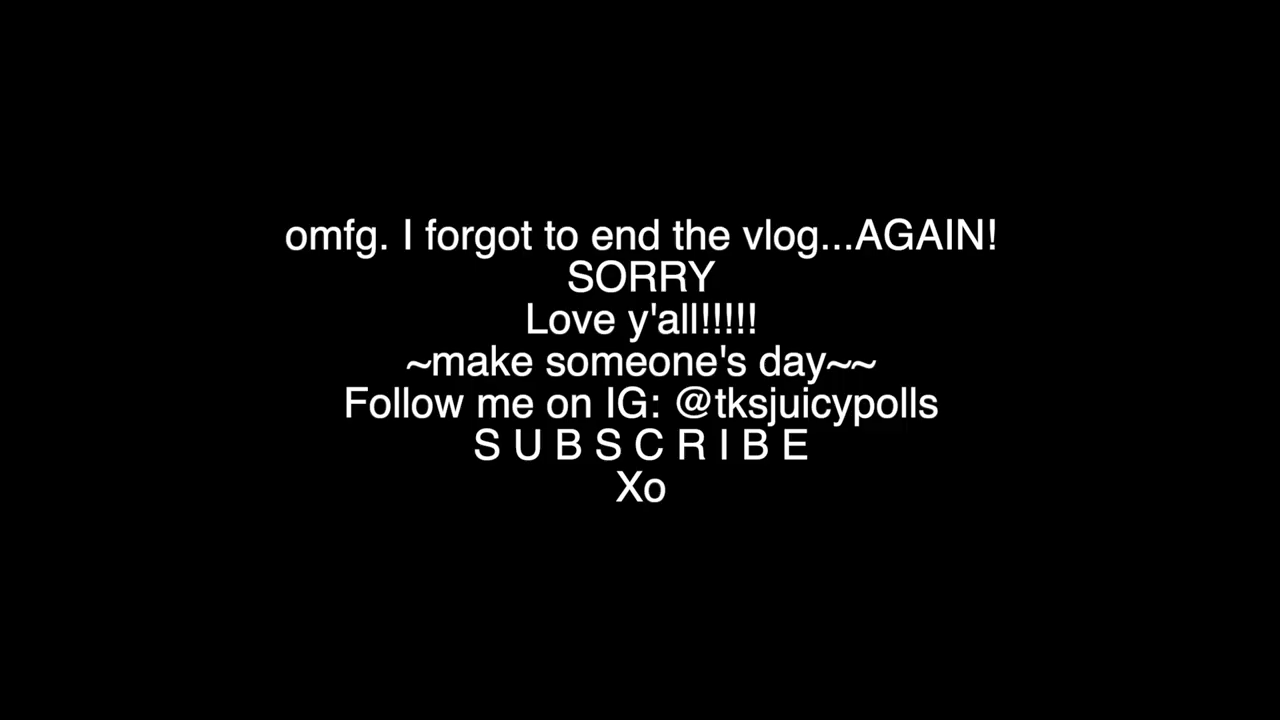 omfg. I forgot to end the vlog...AGAIN!
SORRY
Love y'all!!!!!
~make someone's day~~
Follow me on IG: @tksjuicypolls
S U B S C R I B E
Xo